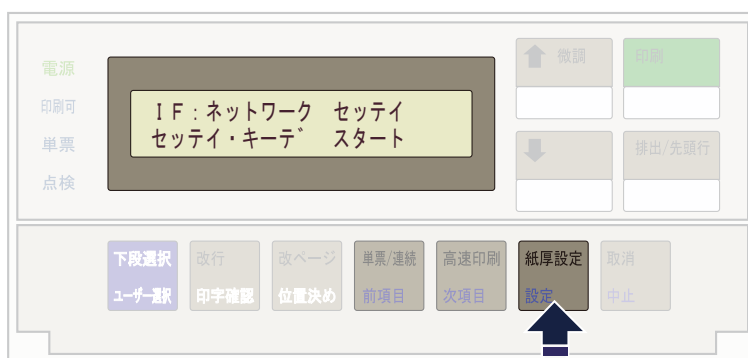 電源
印刷可
単票
点検
ＩＦ：ネットワーク　セッテイ
セッテイ・キーデ゛　スタート
微調
印刷
排出/先頭行
下段選択
ユーザー選択
改行
印字確認
改ページ
位置決め
単票/連続
前項目
高速印刷
次項目
紙厚設定
設定
取消
中止